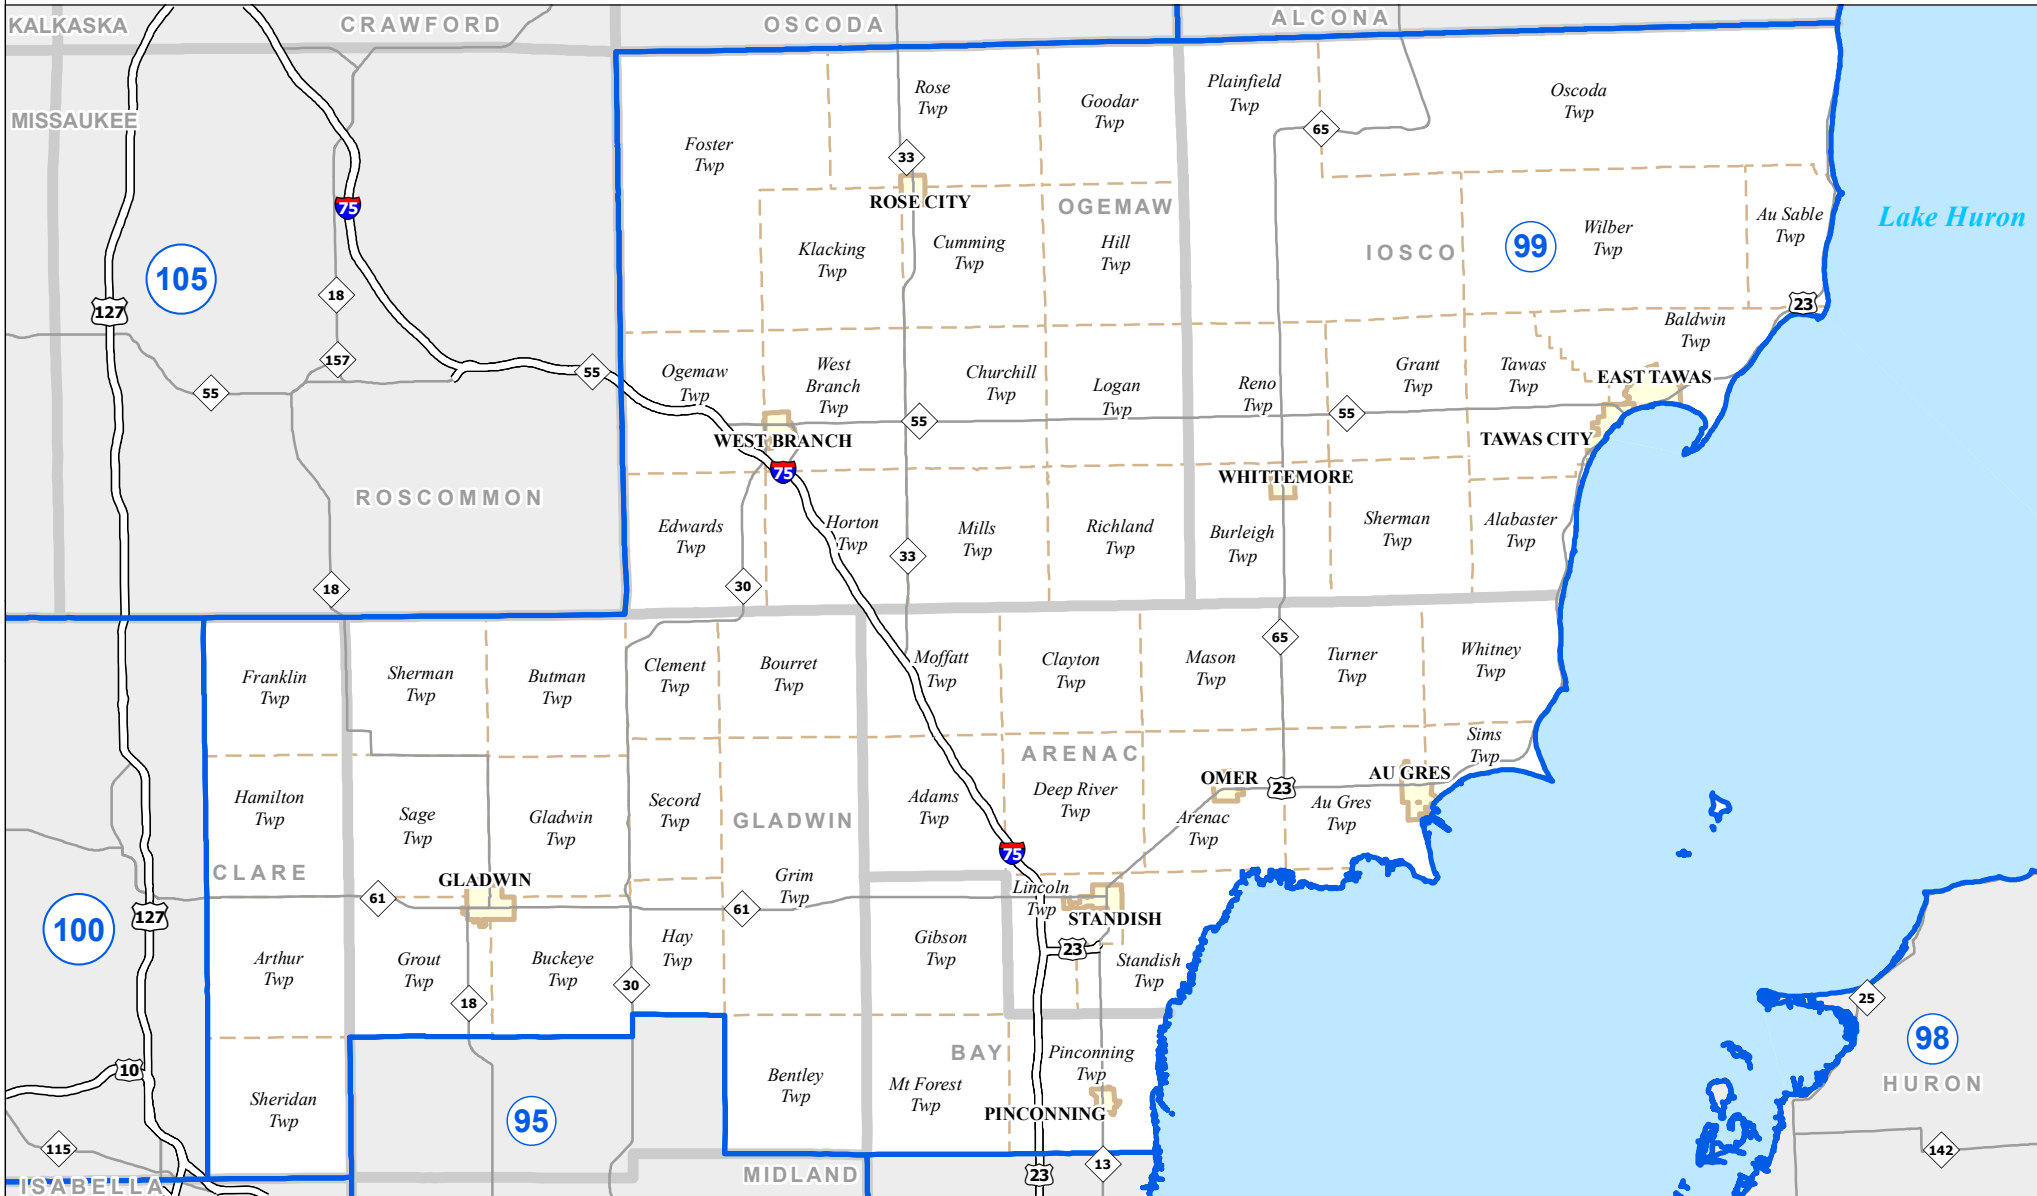 KALKASKA
CRAWFORD
OSCODA
ALCONA
MISSAUKEE
Rose
Twp
Goodar
Twp
Plainfield
Twp
Oscoda
Twp
Foster
Twp
33
65
75
ROSE CITY
OGEMAW
Klacking
Twp
Cumming
Twp
Hill
Twp
IOSCO
99
Wilber
Twp
Au Sable
Twp
Lake Huron
105
127
18
157
55
55
23
Baldwin
Twp
Ogemaw
Twp
West
Branch
Twp
Churchill
Twp
Logan
Twp
Reno
Twp
Grant
Twp
Tawas
Twp
EAST TAWAS
55
55
WEST BRANCH
75
TAWAS CITY
WHITTEMORE
ROSCOMMON
Edwards
Twp
Horton
Twp
Mills
Twp
Richland
Twp
Burleigh
Twp
Sherman
Twp
Alabaster
Twp
18
30
33
65
Franklin
Twp
Sherman
Twp
Butman
Twp
Clement
Twp
Bourret
Twp
Moffatt
Twp
Clayton
Twp
Mason
Twp
Turner
Twp
Whitney
Twp
Sims
Twp
ARENAC
Hamilton
Twp
Sage
Twp
Gladwin
Twp
Secord
Twp
GLADWIN
Adams
Twp
Deep River
Twp
OMER
23
AU GRES
Arenac
Twp
Au Gres
Twp
75
CLARE
GLADWIN
Grim
Twp
Lincoln
Twp
61
61
STANDISH
100
127
Arthur
Twp
Grout
Twp
Buckeye
Twp
Hay
Twp
Gibson
Twp
23
Standish
Twp
18
30
25
98
HURON
10
BAY
Pinconning
Twp
Sheridan
Twp
Bentley
Twp
Mt Forest
Twp
PINCONNING
95
115
142
ISABELLA
MIDLAND
23
13